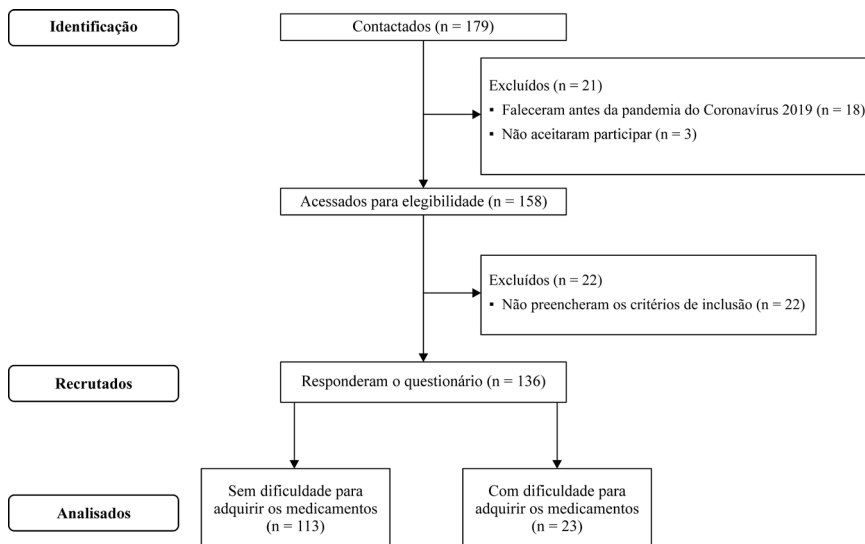 Identificação
Contactados (n = 179)
Excluídos (n = 21)
▪ Faleceram antes da pandemia do Coronavírus 2019 (n = 18)
▪ Não aceitaram participar (n = 3)
Acessados para elegibilidade (n = 158)
Excluídos (n = 22)
▪ Não preencheram os critérios de inclusão (n = 22)
Recrutados
Responderam o questionário (n = 136)
Analisados
Sem dificuldade para
adquirir os medicamentos
(n = 113)
Com dificuldade para
adquirir os medicamentos
(n = 23)